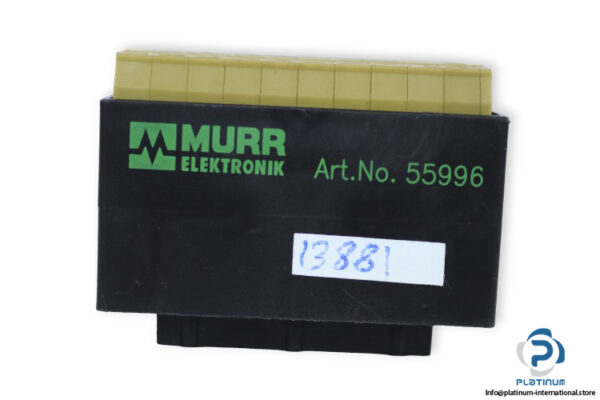 MURR
ELEKTRONIK
Art.No. 55996
13881
PLATINUM
Info@platinum-international.store